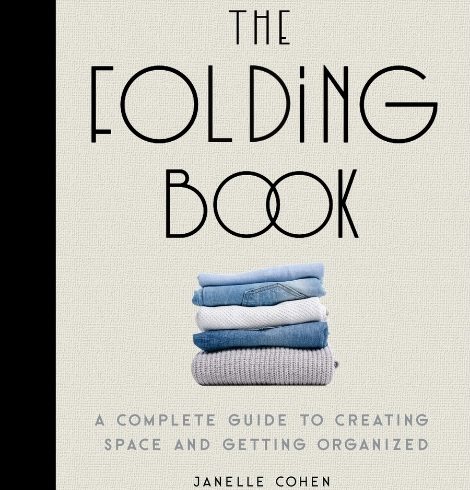 THE
FOLDiNG
BOOK
A COMPLETE GUIDE TO CREATING
SPACE AND GETTING ORGANIZED
JANELLE COHEN